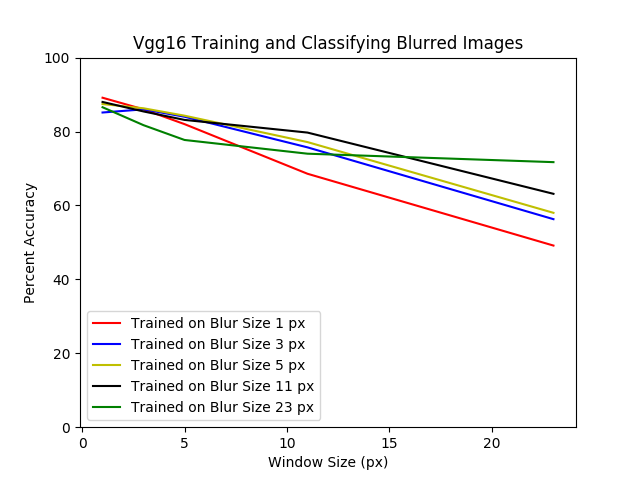 Vgg16 Training and Classifying Blurred Images
100
80
60
40
20
0
Percent Accuracy
Trained on Blur Size 1 px
Trained on Blur Size 3 px
Trained on Blur Size 5 px
Trained on Blur Size 11 px
Trained on Blur Size 23 px
0 5 10 15 20
Window Size (px)